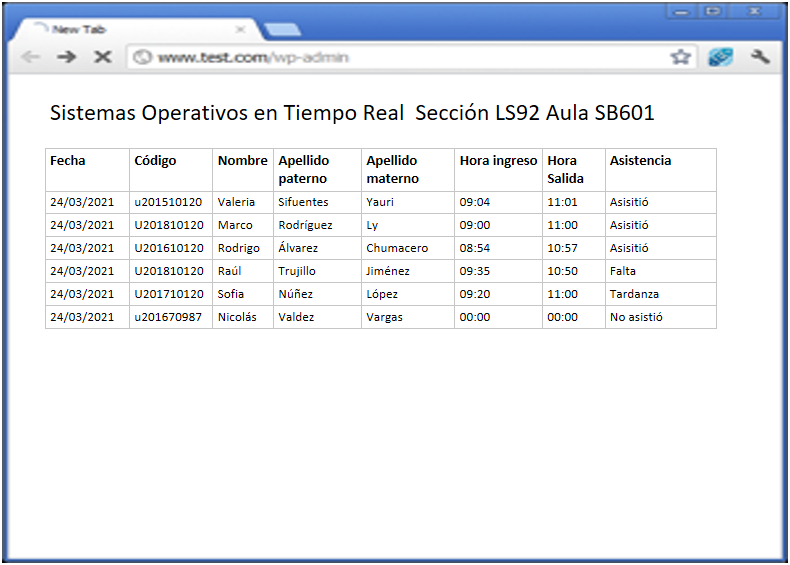 New Tab
www.test.com/wp-admin
Sistemas Operativos en Tiempo Real Sección LS92 Aula SB601
Fecha Código Nombre Apellido paterno Apellido materno Hora ingreso Hora Salida Asistencia
24/03/2021 u201510120 Valeria Sifuentes Yauri 09:04 11:01 Asisitió
24/03/2021 U201810120 Marco Rodríguez Ly 09:00 11:00 Asisitió
24/03/2021 U201610120 Rodrigo Álvarez Chumacero 08:54 10:57 Asisitió
24/03/2021 U201810120 Raúl Trujillo Jiménez 09:35 10:50 Falta
24/03/2021 U201710120 Sofia Núñez López 09:20 11:00 Tardanza
24/03/2021 u201670987 Nicolás Valdez Vargas 00:00 00:00 No asistió